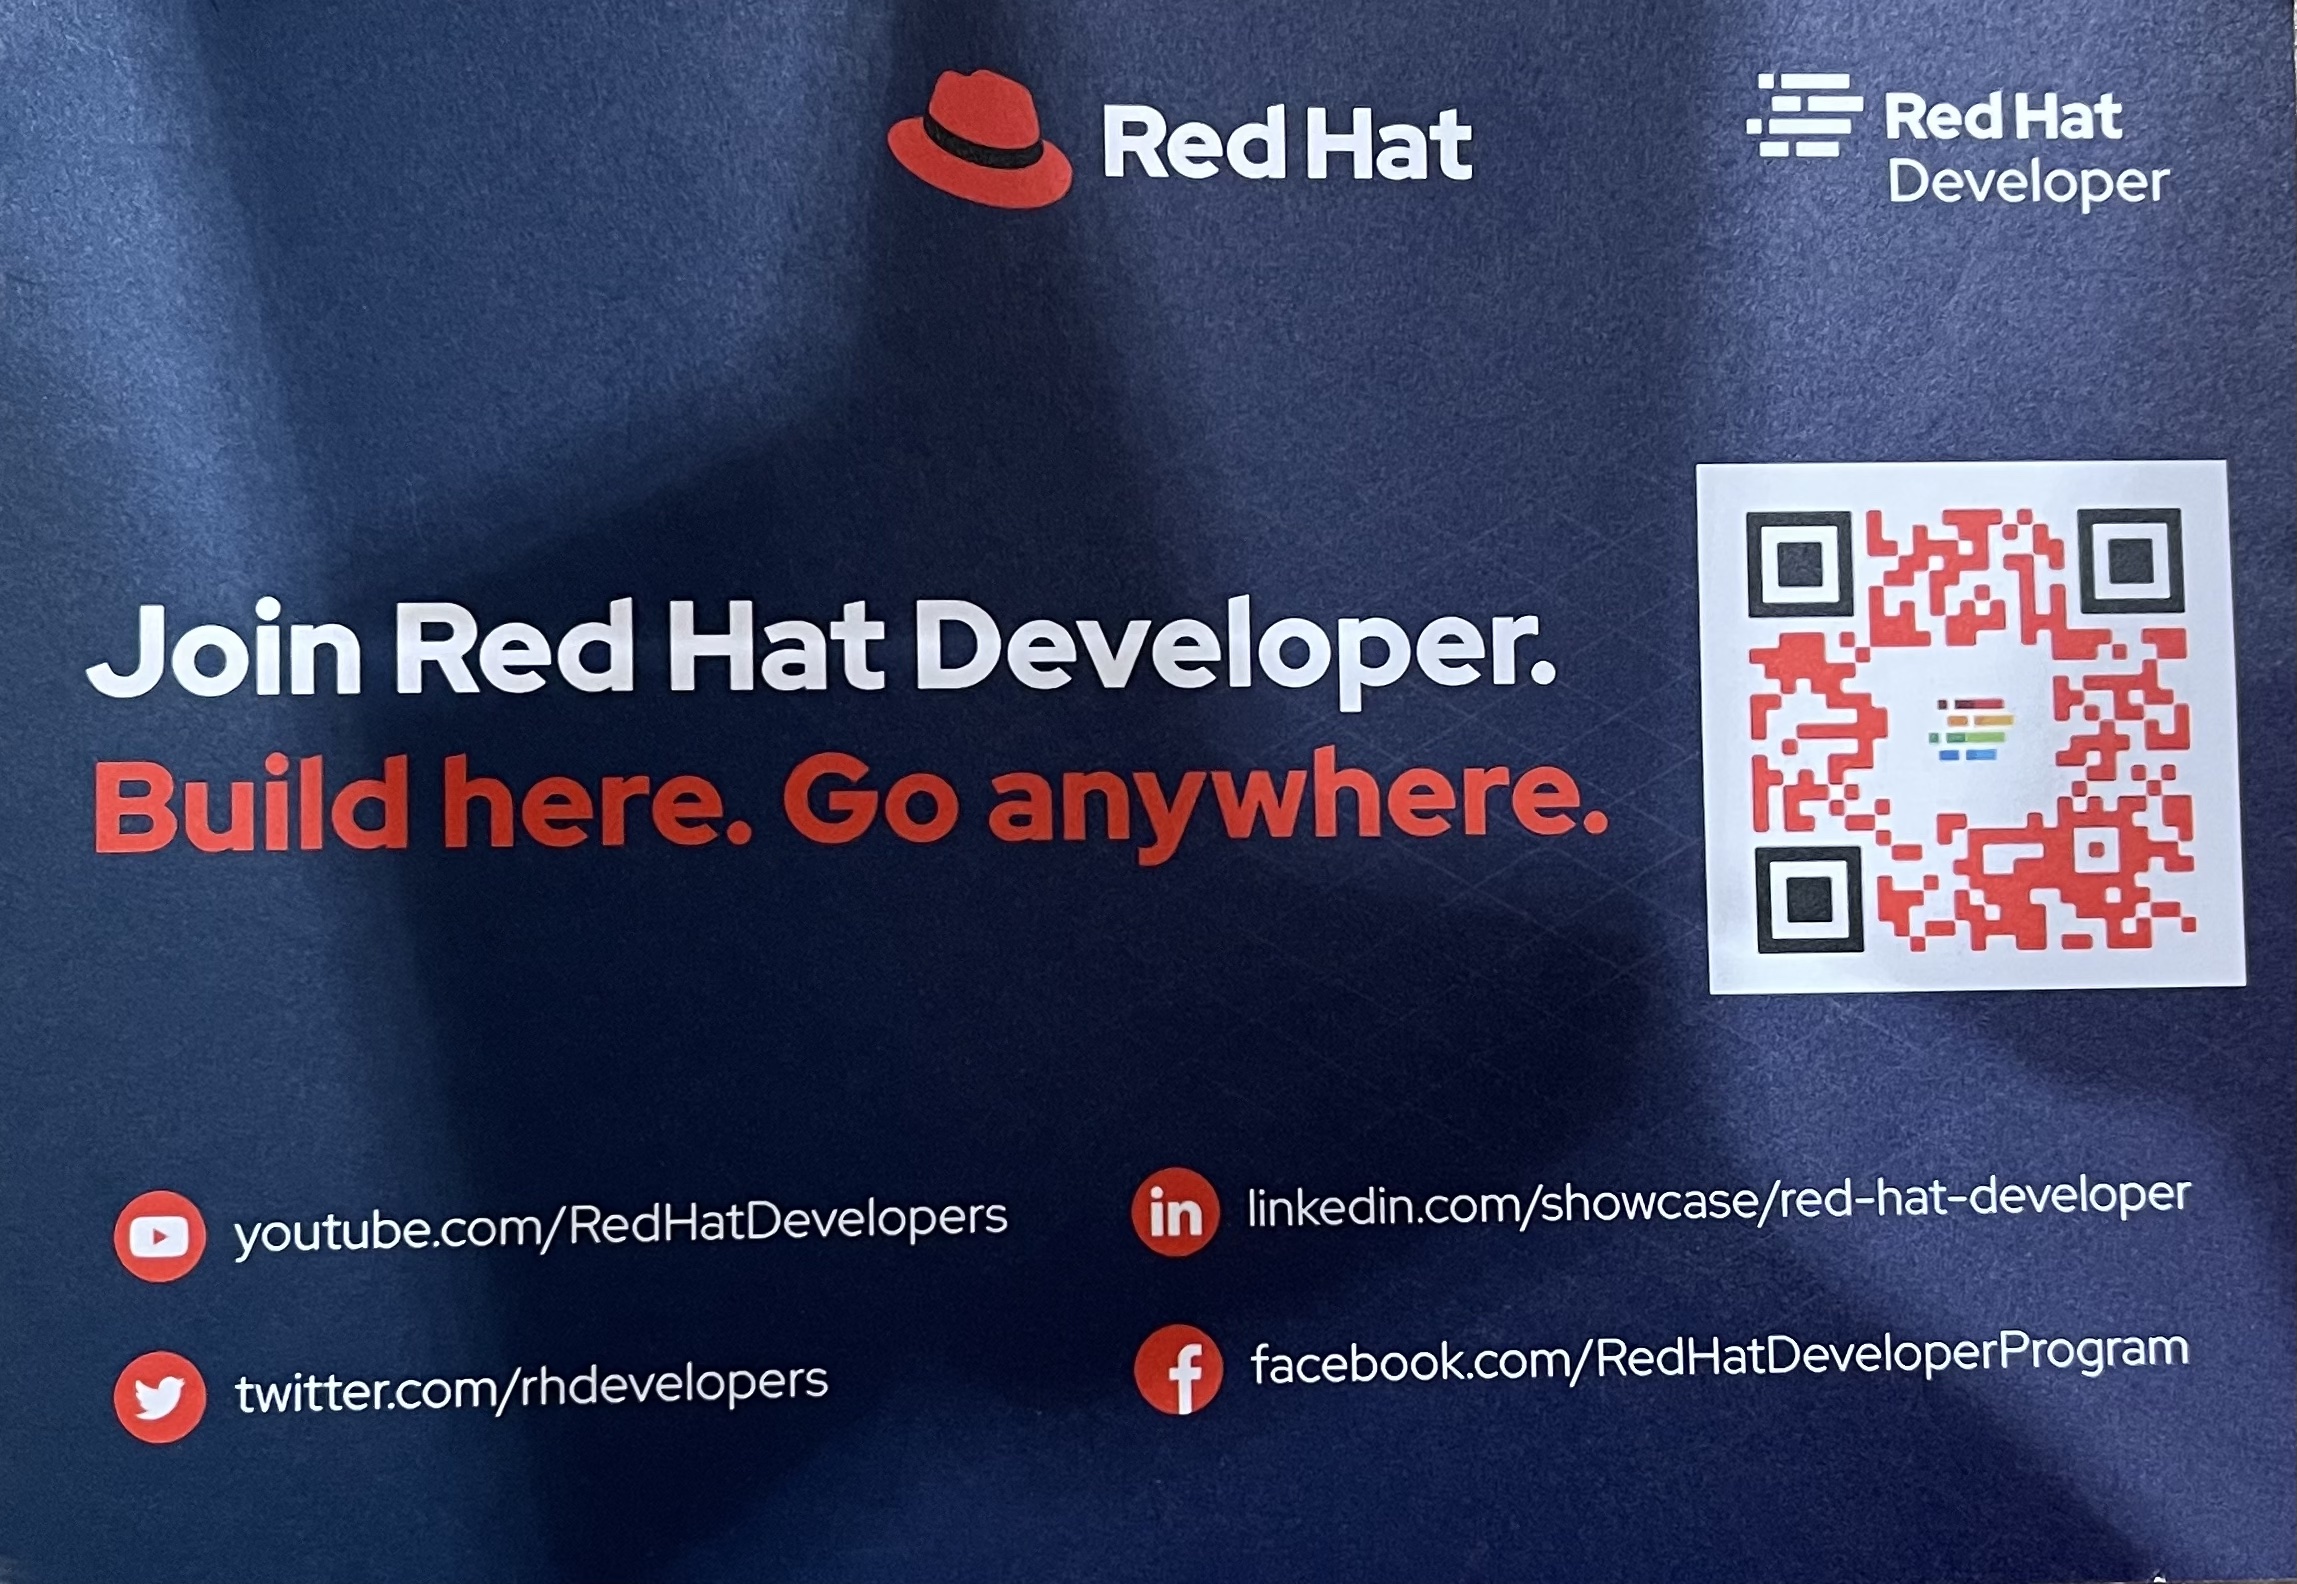 Red Hat
Red Hat
Developer
Join Red Hat Developer.
Build here. Go anywhere.
youtube.com/RedHatDevelopers
linkedin.com/showcase/red-hat-developer
twitter.com/rhdevelopers
facebook.com/RedHatDeveloperProgram